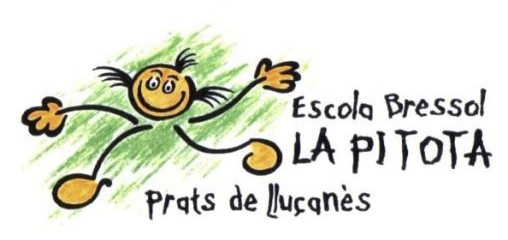 Escola Bressol
LA PITOTA
Prats de Lluçanès